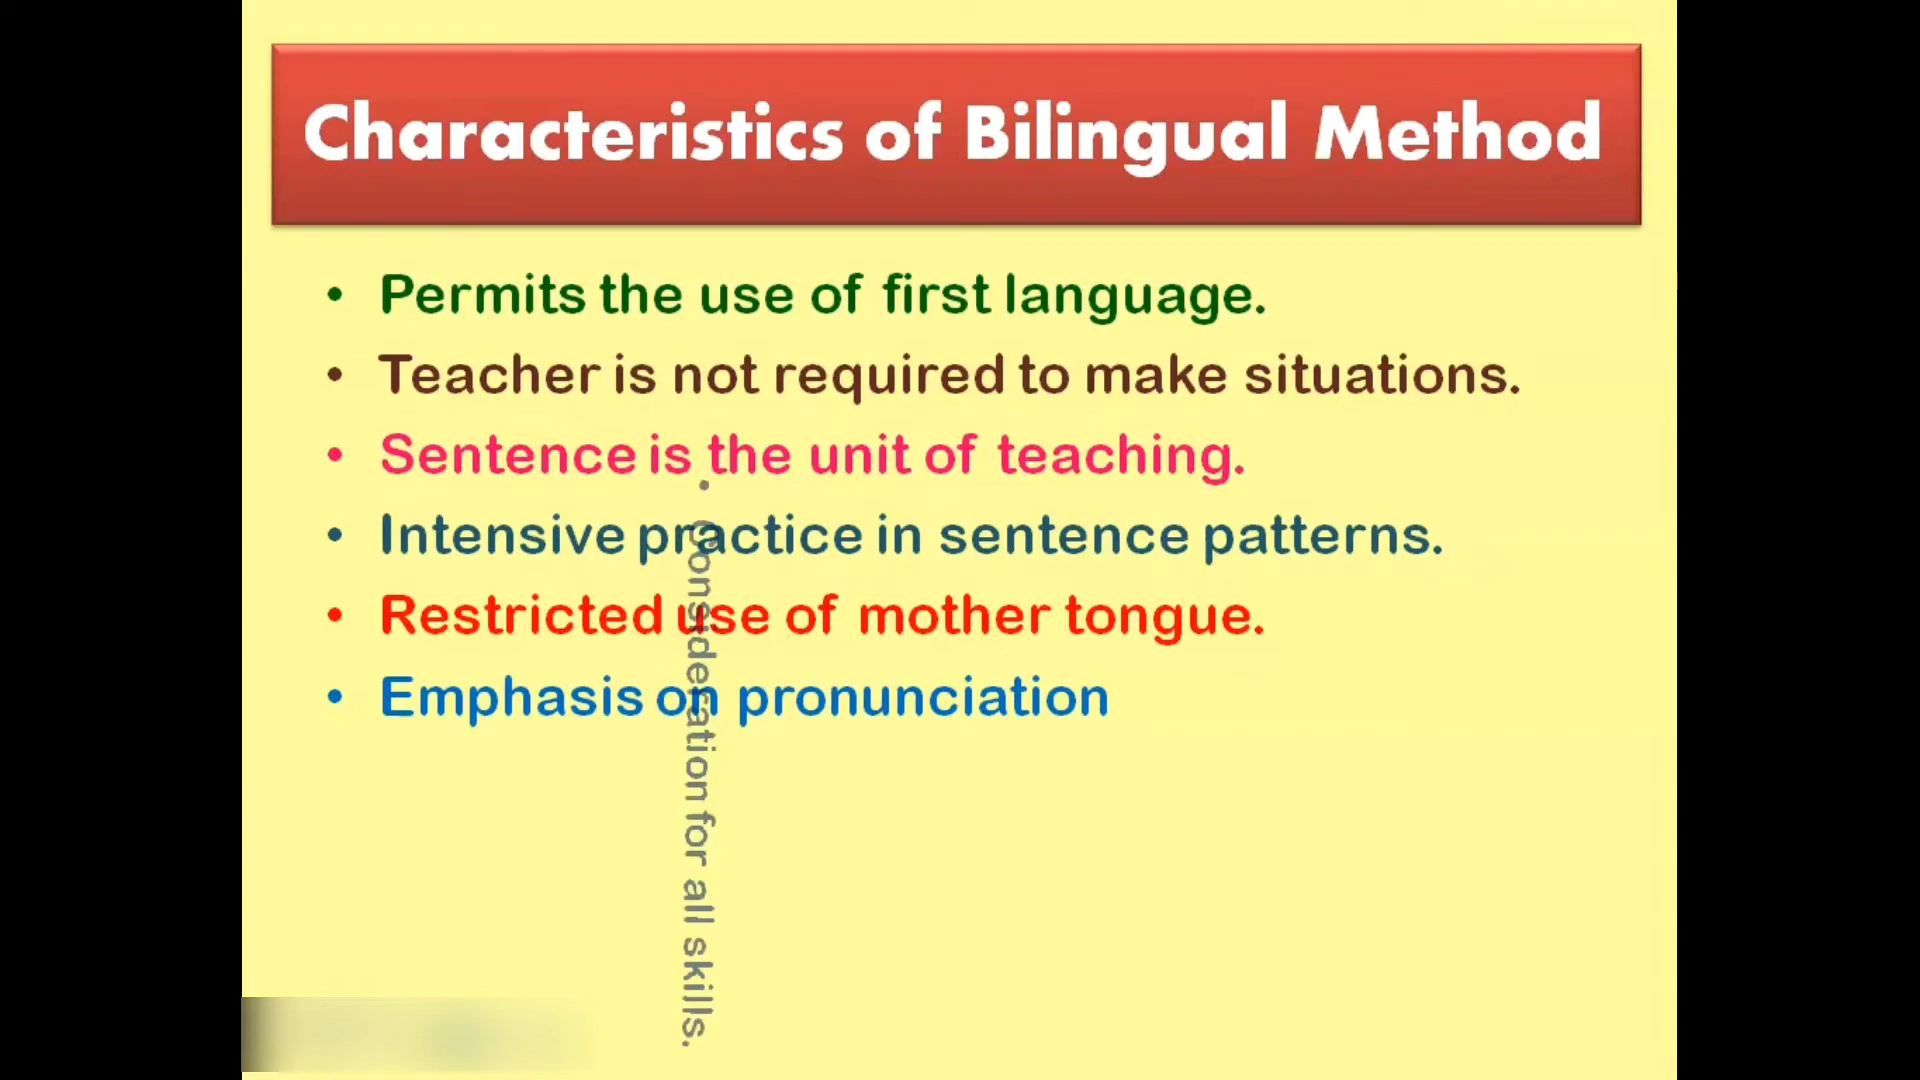 Characteristics of Bilingual Method
• Permits the use of first language.
• Teacher is not required to make situations.
• Sentence is the unit of teaching.
• Intensive practice in sentence patterns.
• Restricted use of mother tongue.
• Emphasis on pronunciation
• Consideration for all skills.